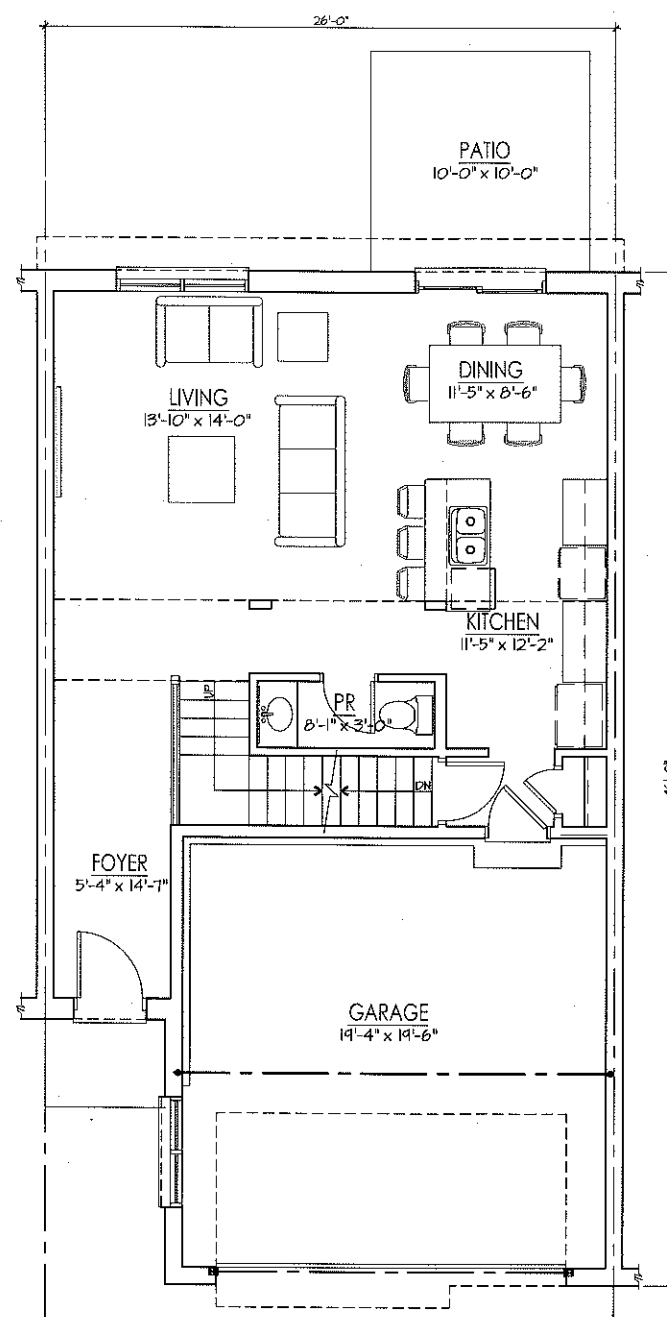 26'-0"
PATIO
10'-0" x 10'-0"
DINING
11'-5" x 8'-6"
LIVING
13'-10" x 14'-0"
KITCHEN
11'-5" x 12'-2"
UP
PR
8'-1" x 3'-0"
DN
FOYER
5'-4" x 14'-7"
GARAGE
19'-4" x 19'-6"